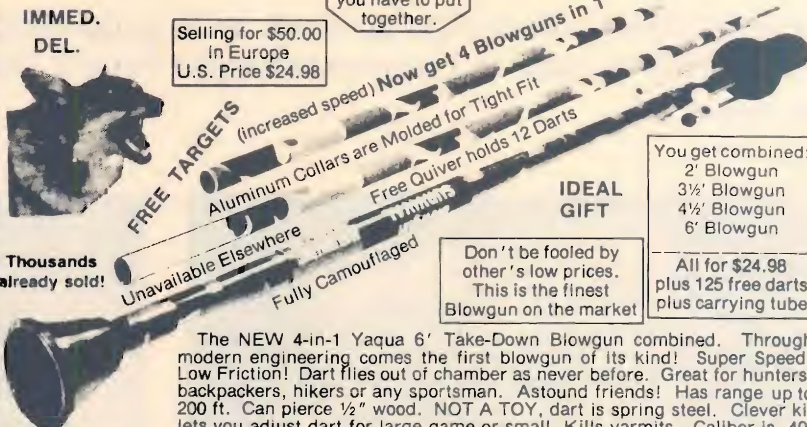 IMMED.
DEL.
you have to put
together.
Selling for $50.00
in Europe
U.S. Price $24.98
(increased speed) Now get 4 Blowguns in 1
FREE TARGETS
Aluminum Collars are Molded for Tight Fit
Free Quiver holds 12 Darts
Unavailable Elsewhere
Fully Camouflaged
Thousands
already sold!
IDEAL
GIFT
Don't be fooled by
other's low prices.
This is the finest
Blowgun on the market
You get combined:
2' Blowgun
3½' Blowgun
4½' Blowgun
6' Blowgun
All for $24.98
plus 125 free darts
plus carrying tube
The NEW 4-in-1 Yaqua 6' Take-Down Blowgun combined. Through
modern engineering comes the first blowgun of its kind! Super Speed
Low Friction! Dart flies out of chamber as never before. Great for hunters,
backpackers, hikers or any sportsman. Astound friends! Has range up to
200 ft. Can pierce ½" wood. NOT A TOY, dart is spring steel. Clever kit
lets you adjust dart for large game or small. Kills varmits. Caliber is .40